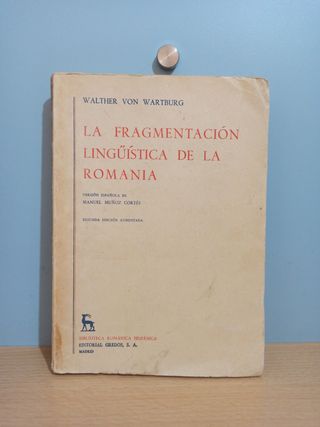 WALTHER VON WARTBURG
LA FRAGMENTACIÓN
LINGÜÍSTICA DE LA
ROMANIA
VERSIÓN ESPAÑOLA DE
MANUEL MUÑOZ CORTÉS
SEGUNDA EDICIÓN AUMENTADA
BIBLIOTECA ROMÁNICA HISPÁNICA
EDITORIAL GREDOS, S. A.
MADRID